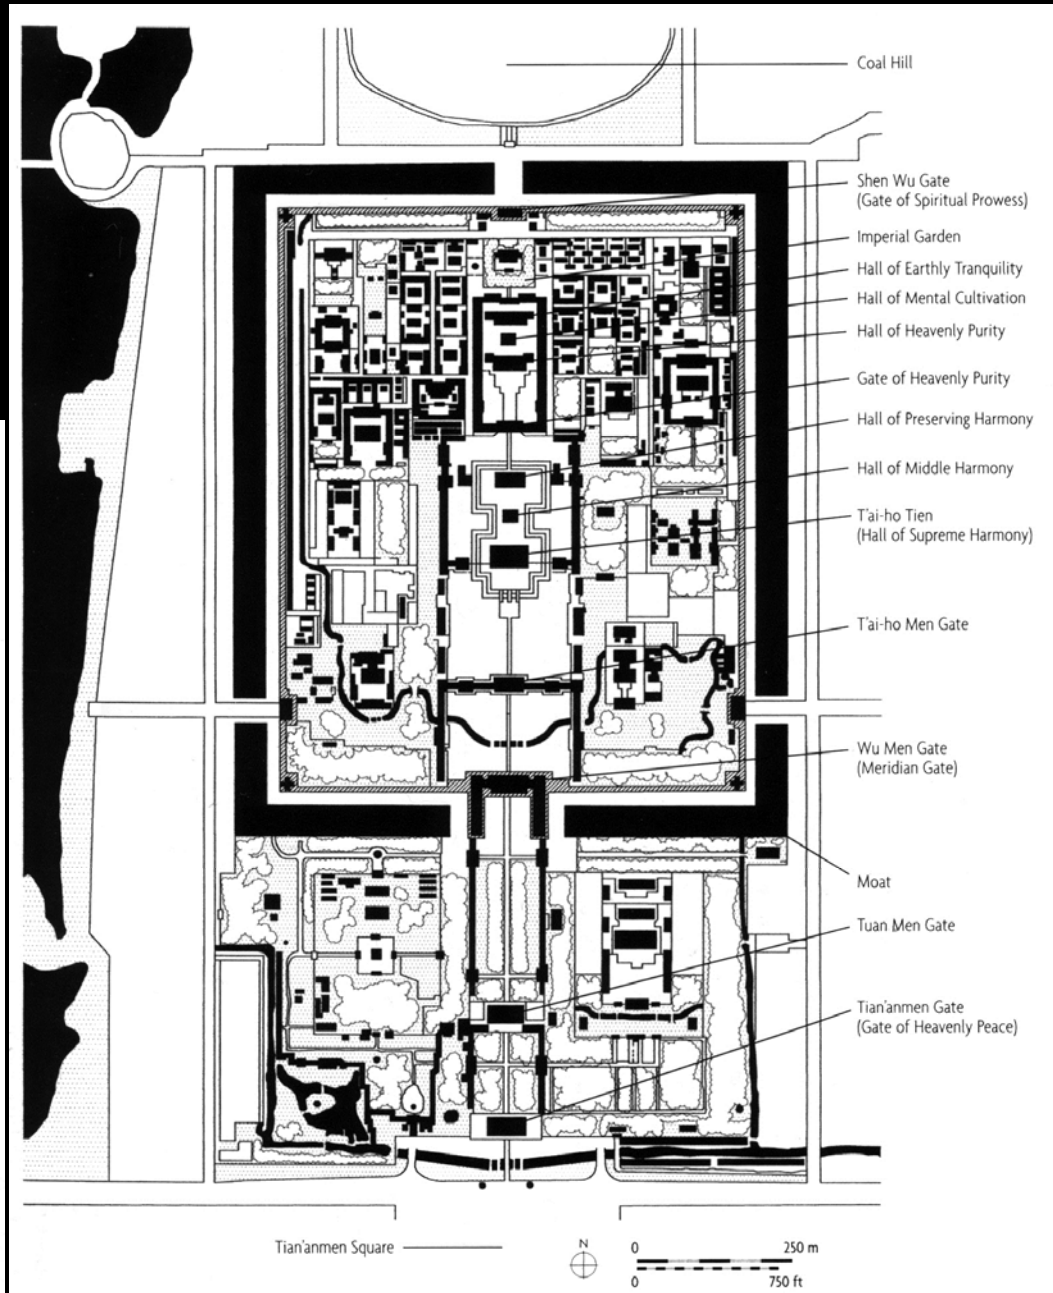 Coal Hill
Shen Wu Gate
(Gate of Spiritual Prowess)
Imperial Garden
Hall of Earthly Tranquility
Hall of Mental Cultivation
Hall of Heavenly Purity
Gate of Heavenly Purity
Hall of Preserving Harmony
Hall of Middle Harmony
T'ai-ho Tien
(Hall of Supreme Harmony)
T'ai-ho Men Gate
Wu Men Gate
(Meridian Gate)
Moat
Tuan Men Gate
Tian'anmen Gate
(Gate of Heavenly Peace)
Tian'anmen Square
N
0 250 m
0 750 ft